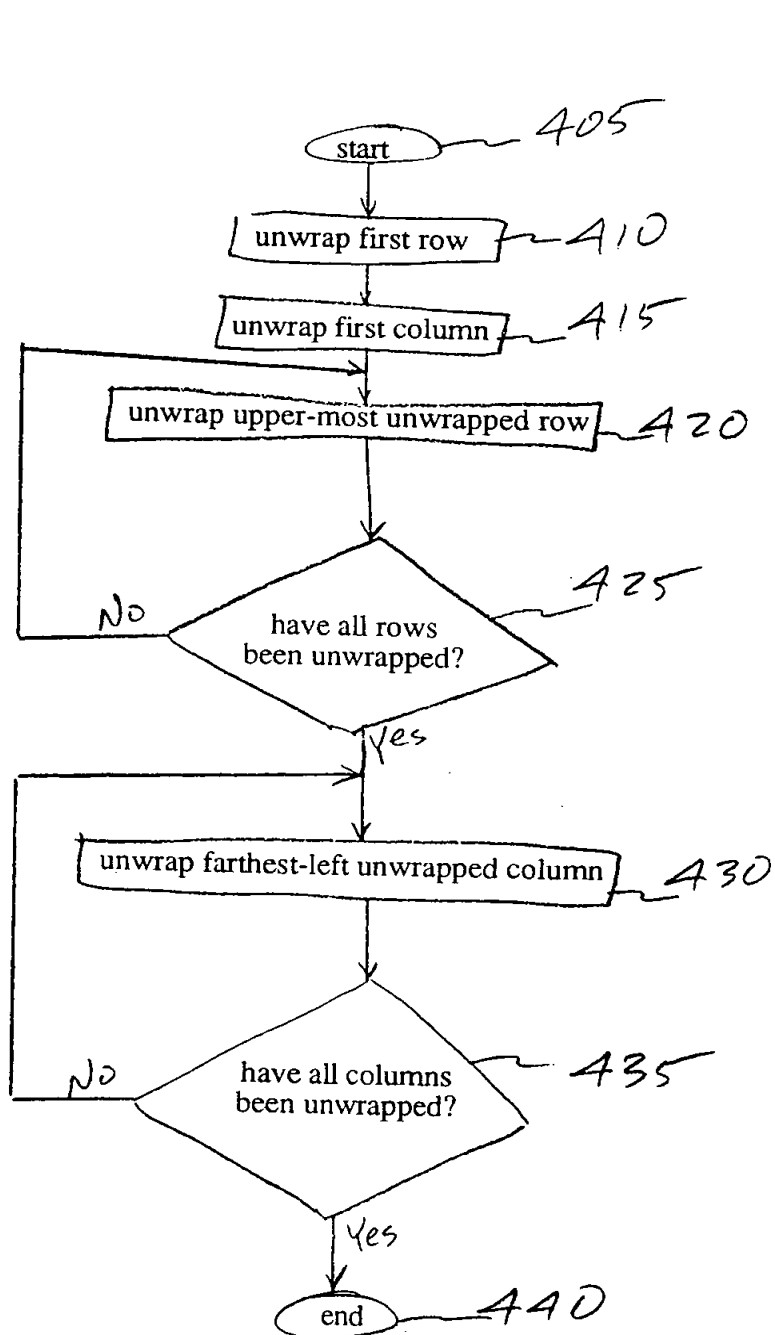 start 405
unwrap first row 410
unwrap first column 415
unwrap upper-most unwrapped row 420
425
have all rows
been unwrapped?
No
Yes
unwrap farthest-left unwrapped column 430
435
have all columns
been unwrapped?
No
Yes
end 440